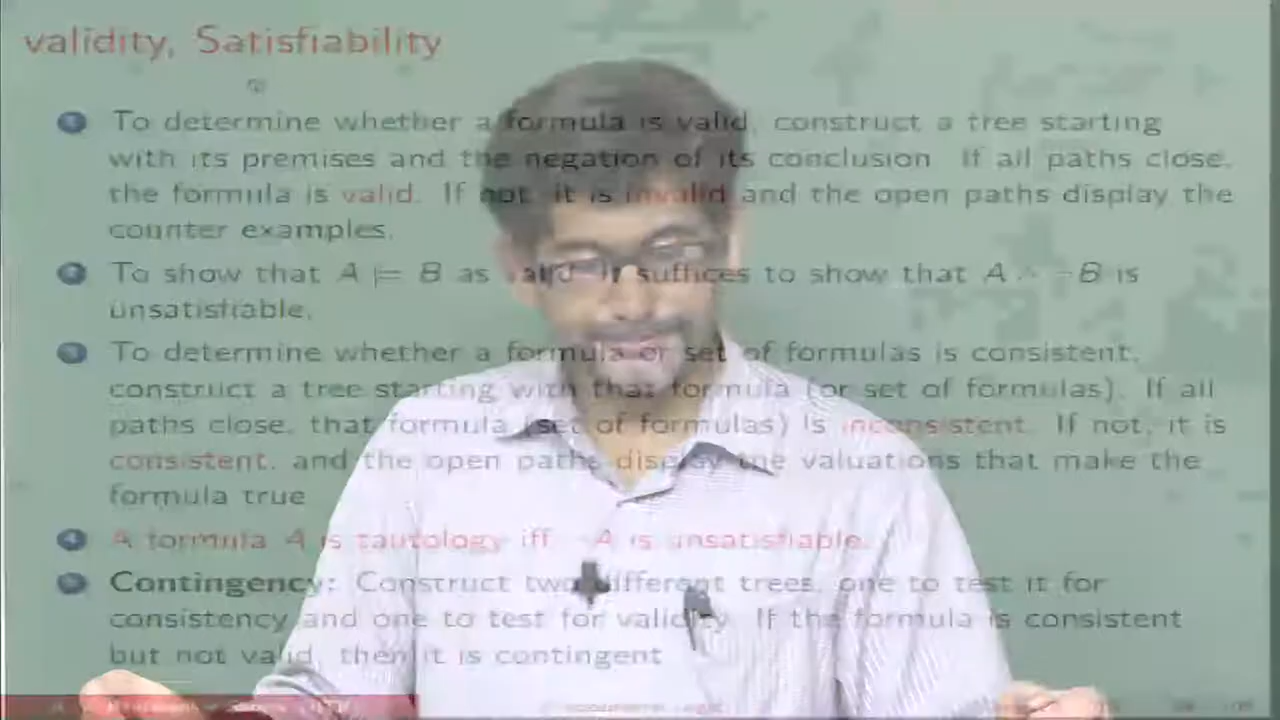 validity, Satisfiability
1 To determine whether a formula is valid, construct a tree starting
with its premises and the negation of its conclusion. If all paths close,
the formula is valid. If not, it is invalid and the open paths display the
counter examples.
2 To show that A ⊨ B as valid it suffices to show that A ∧ ¬B is
unsatisfiable.
3 To determine whether a formula or set of formulas is consistent,
construct a tree starting with that formula (or set of formulas). If all
paths close, that formula (set of formulas) is inconsistent. If not, it is
consistent, and the open paths display the valuations that make the
formula true
4 A formula A is tautology iff ¬A is unsatisfiable.
5 Contingency: Construct two different trees, one to test it for
consistency and one to test for validity. If the formula is consistent
but not valid, then it is contingent